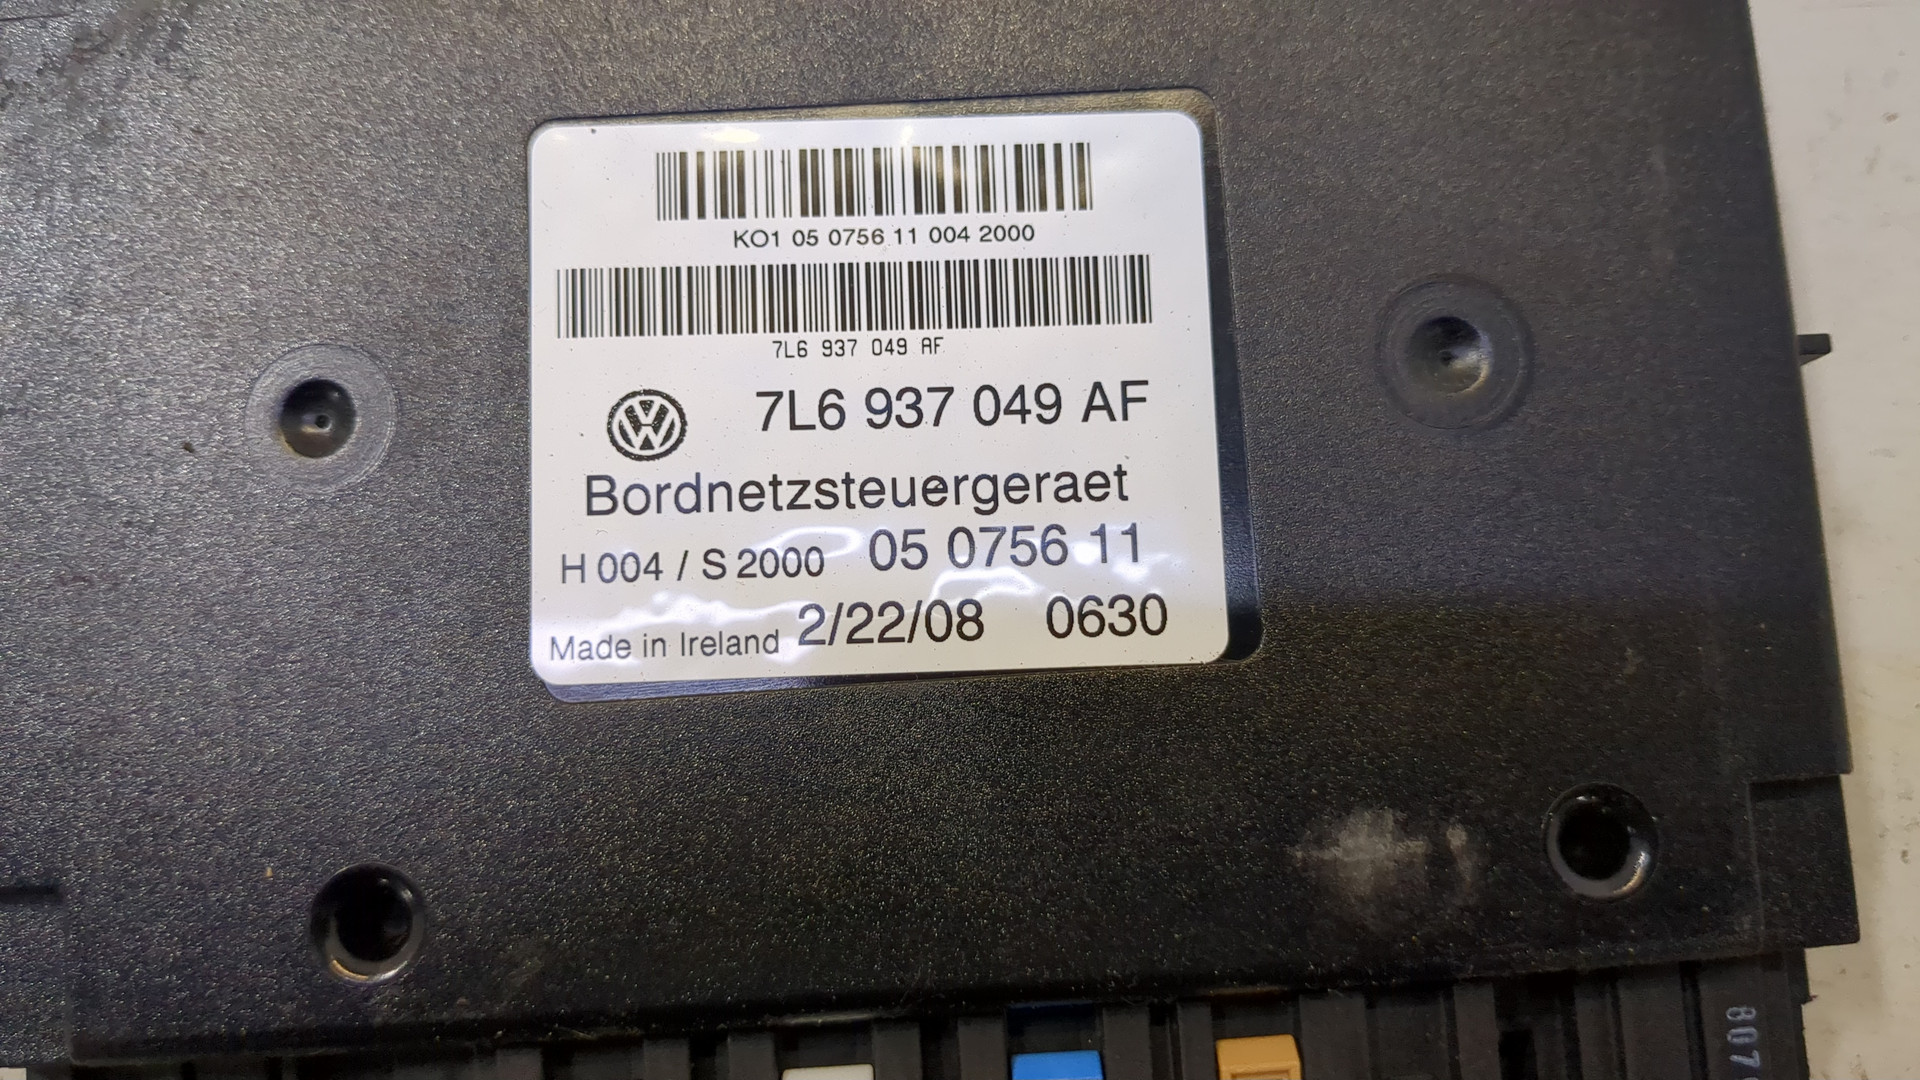 KO1 05 0756 11 004 2000
7L6 937 049 AF
7L6 937 049 AF
Bordnetzsteuergeraet
H 004 / S 2000 05 0756 11
Made in Ireland 2/22/08 0630
807